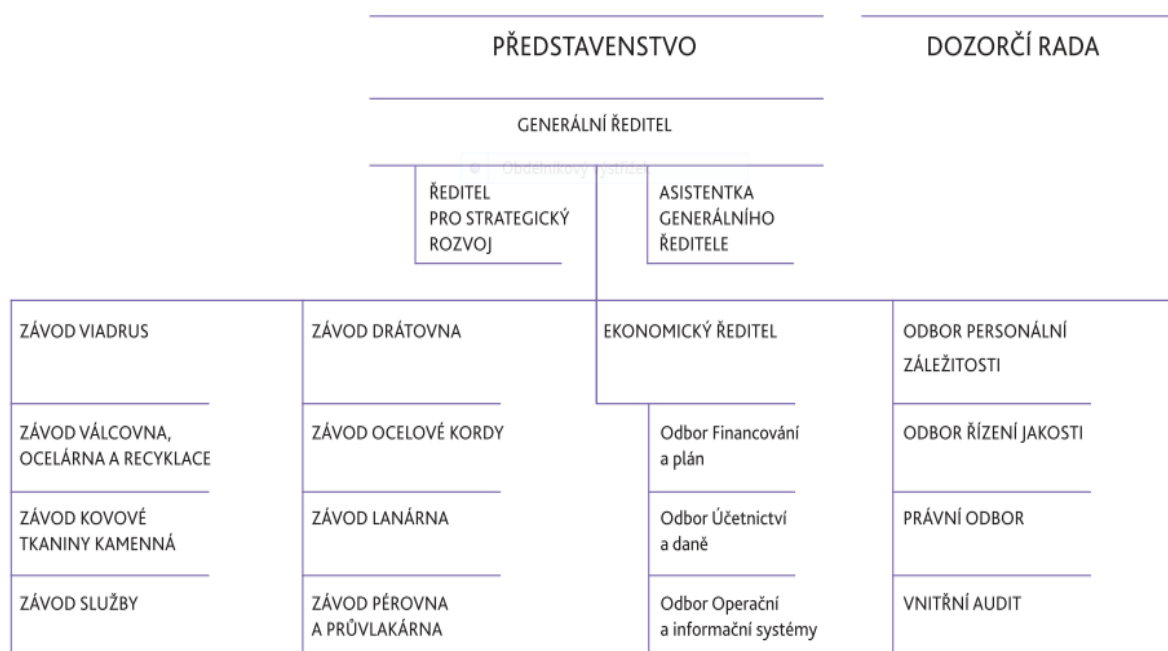 PŘEDSTAVENSTVO
DOZORČÍ RADA
GENERÁLNÍ ŘEDITEL
Obdélníkový výstřižek
ŘEDITEL
PRO STRATEGICKÝ
ROZVOJ
ASISTENTKA
GENERÁLNÍHO
ŘEDITELE
ZÁVOD VIADRUS
ZÁVOD DRÁTOVNA
EKONOMICKÝ ŘEDITEL
ODBOR PERSONÁLNÍ
ZÁLEŽITOSTI
ZÁVOD VÁLCOVNA,
OCELÁRNA A RECYKLACE
ZÁVOD OCELOVÉ KORDY
Odbor Financování
a plán
ODBOR ŘÍZENÍ JAKOSTI
ZÁVOD KOVOVÉ
TKANINY KAMENNÁ
ZÁVOD LANÁRNA
Odbor Účetnictví
a daně
PRÁVNÍ ODBOR
ZÁVOD SLUŽBY
ZÁVOD PÉROVNA
A PRŮVLAKÁRNA
Odbor Operační
a informační systémy
VNITŘNÍ AUDIT